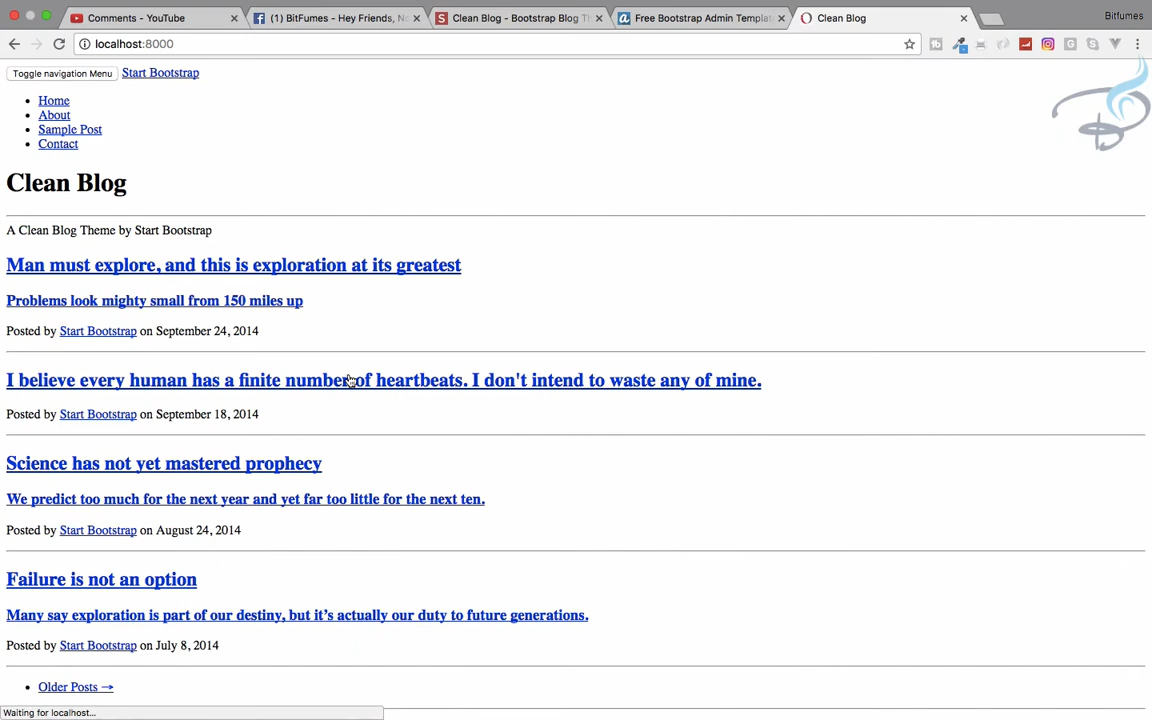 Comments - YouTube
(1) BitFumes - Hey Friends, N
Clean Blog - Bootstrap Blog T
Free Bootstrap Admin Templat
Clean Blog
Bitfumes
localhost:8000
Toggle navigation Menu Start Bootstrap
Home
About
Sample Post
Contact
Clean Blog
A Clean Blog Theme by Start Bootstrap
Man must explore, and this is exploration at its greatest
Problems look mighty small from 150 miles up
Posted by Start Bootstrap on September 24, 2014
I believe every human has a finite number of heartbeats. I don't intend to waste any of mine.
Posted by Start Bootstrap on September 18, 2014
Science has not yet mastered prophecy
We predict too much for the next year and yet far too little for the next ten.
Posted by Start Bootstrap on August 24, 2014
Failure is not an option
Many say exploration is part of our destiny, but it’s actually our duty to future generations.
Posted by Start Bootstrap on July 8, 2014
Older Posts →
Waiting for localhost...